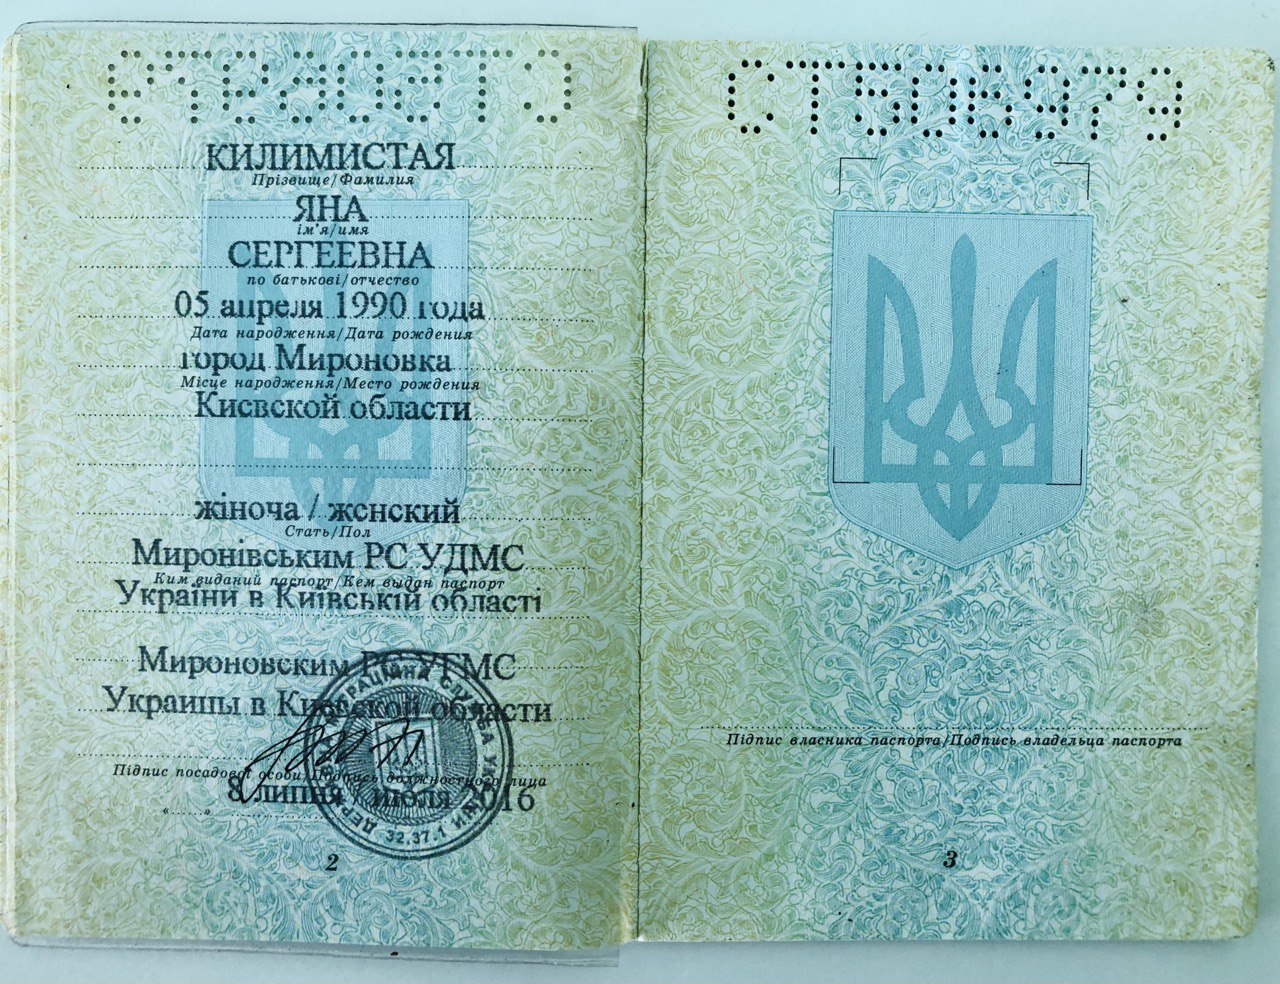 КИЛИМИСТАЯ
Прізвище/Фамилия
ЯНА
ім'я/имя
СЕРГЕЕВНА
по батькові/отчество
05 апреля 1990 года
Дата народження/Дата рождения
город Мироновка
Місце народження/Место рождения
Киевской области
жіноча / женский
Стать/Пол
Миронівським РС УДМС
Ким виданий паспорт/Кем выдан паспорт
України в Київській області
Мироновским РС УГМС
Украины в Киевской области
Підпис посадової особи/Подпись должностного лица
8 липня / июля 2016
32.37.1
2
СТ506979
Підпис власника паспорта/Подпись владельца паспорта
3